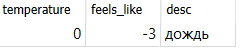 temperature feels_like desc
0 -3 дождь